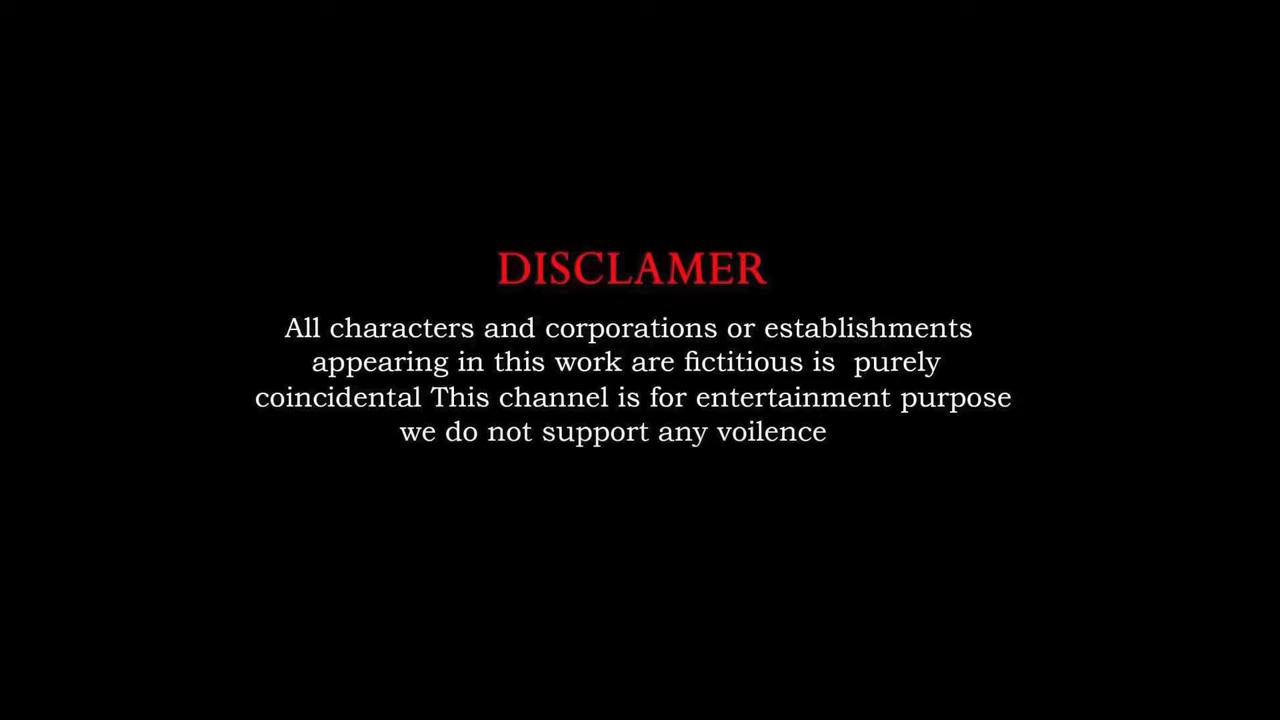 DISCLAMER
All characters and corporations or establishments
appearing in this work are fictitious is  purely
coincidental This channel is for entertainment purpose
we do not support any voilence